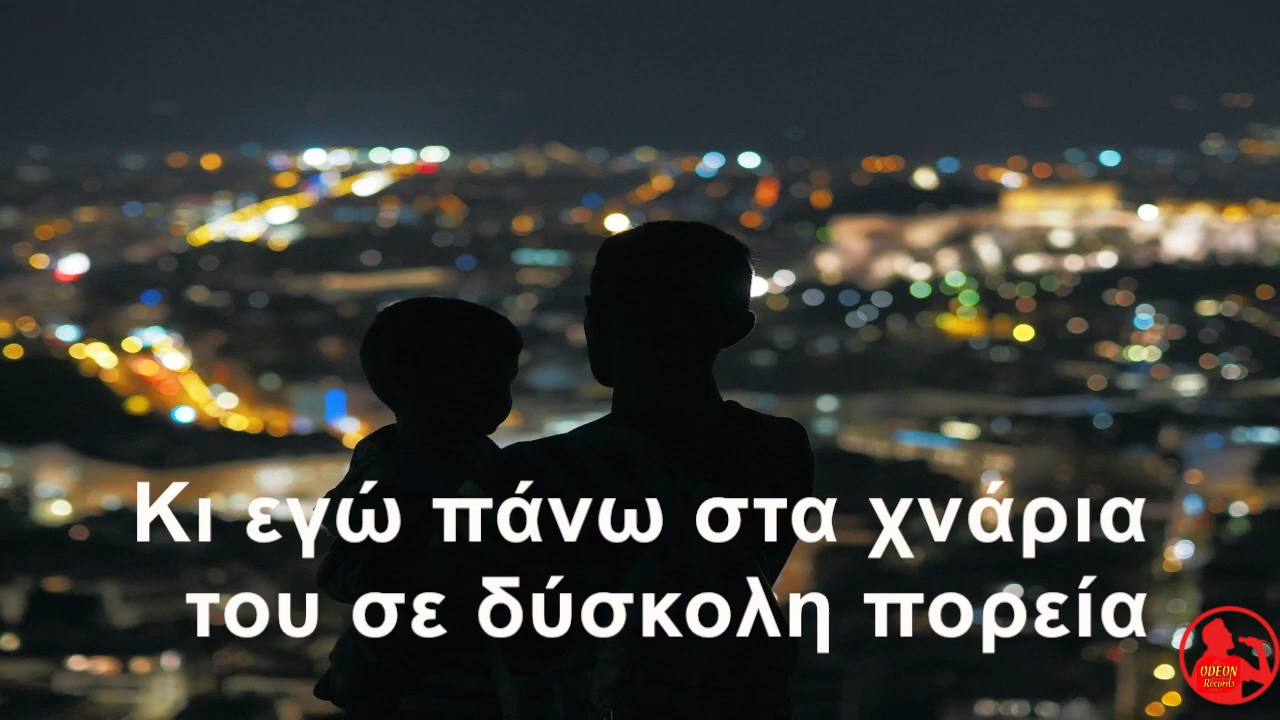 Κι εγώ πάνω στα χνάρια
του σε δύσκολη πορεία
ODEON
Records